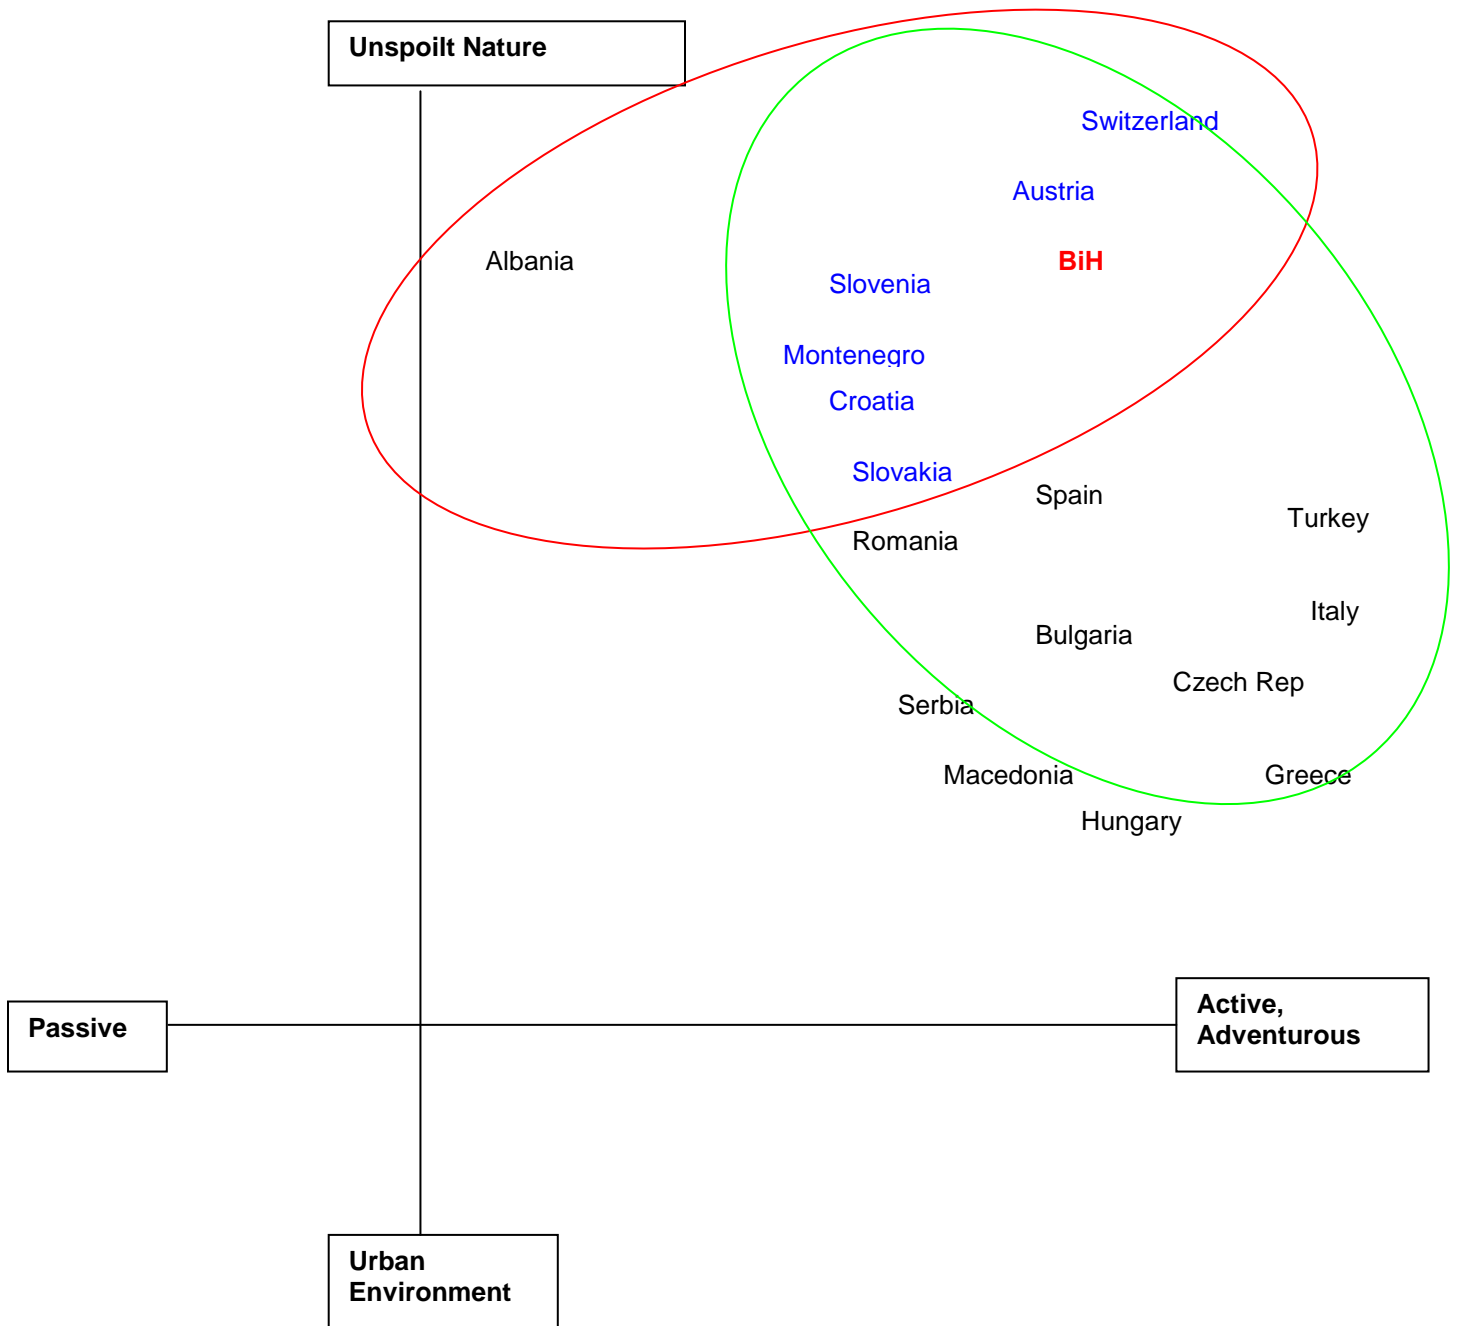 Unspoilt Nature
Switzerland
Austria
Albania
BiH
Slovenia
Montenegro
Croatia
Slovakia
Spain
Turkey
Romania
Italy
Bulgaria
Czech Rep
Serbia
Macedonia
Greece
Hungary
Active,
Adventurous
Passive
Urban
Environment